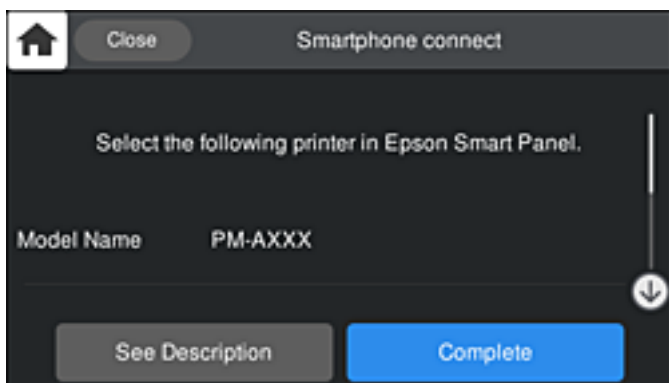 Close
Smartphone connect
Select the following printer in Epson Smart Panel.
Model Name PM-AXXX
See Description
Complete